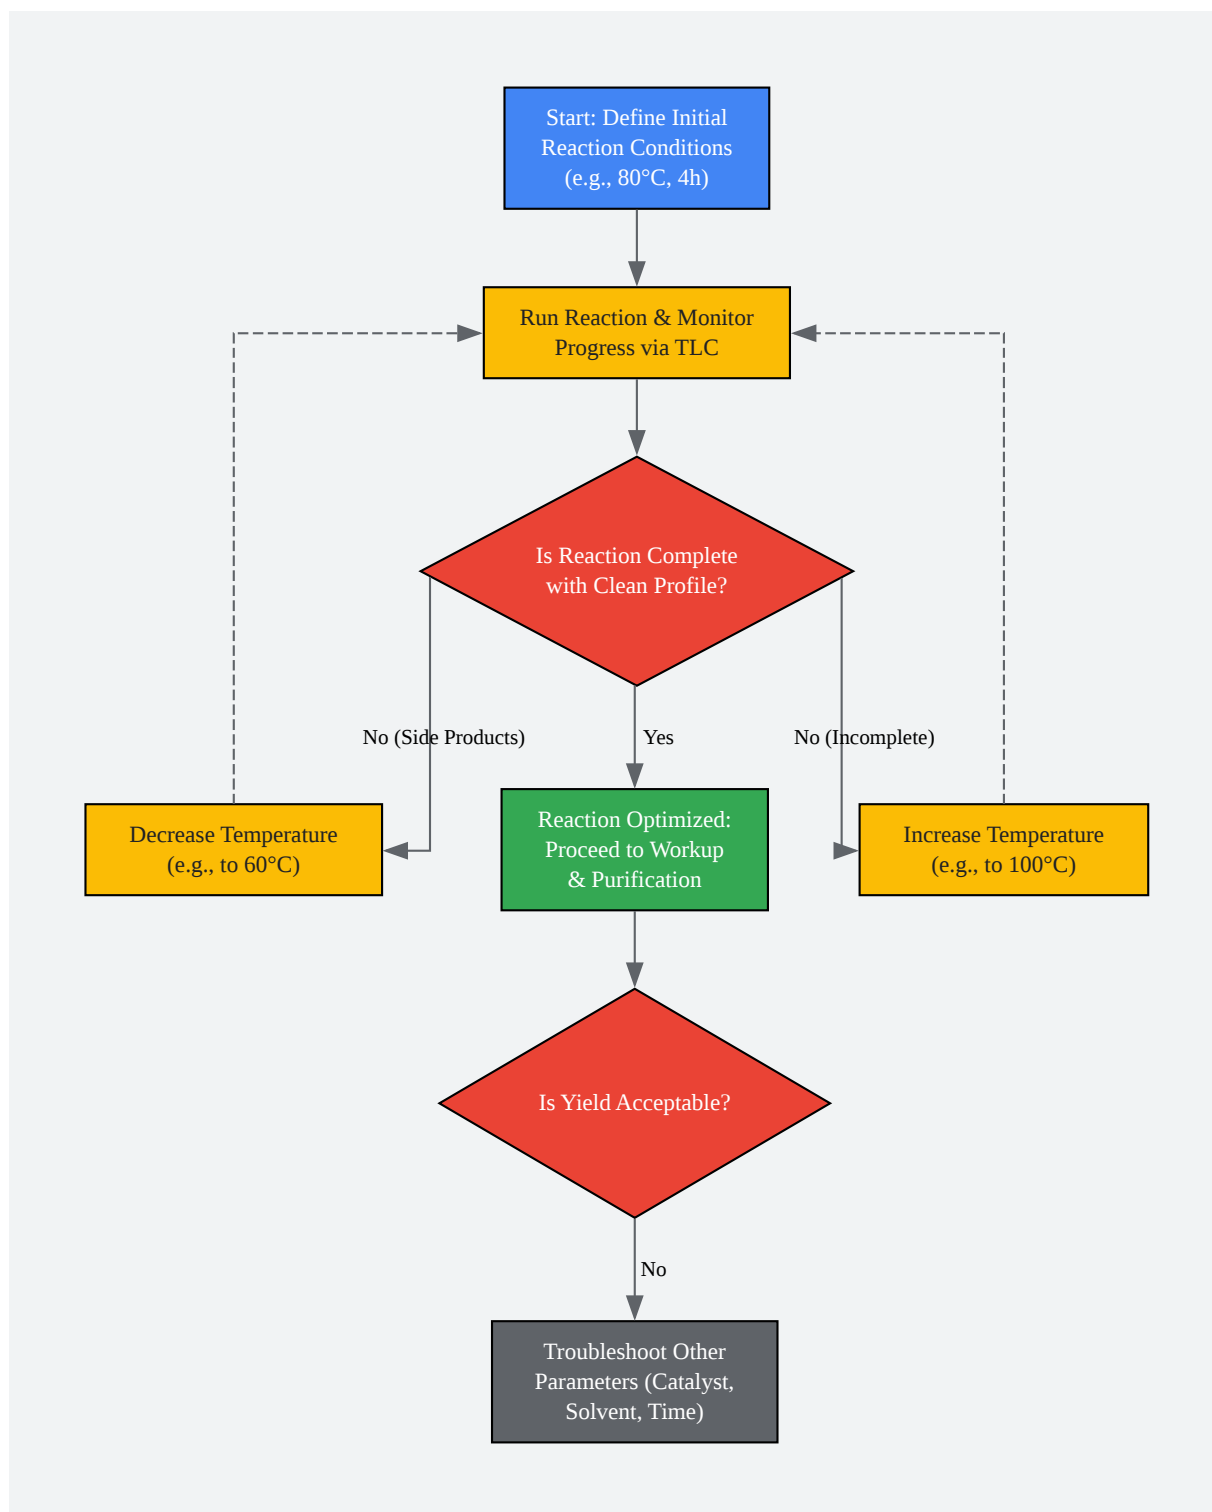 Start: Define Initial
Reaction Conditions
(e.g., 80°C, 4h)
Run Reaction & Monitor
Progress via TLC
Is Reaction Complete
with Clean Profile?
No (Side Products)
Yes
No (Incomplete)
Decrease Temperature
(e.g., to 60°C)
Reaction Optimized:
Proceed to Workup
& Purification
Increase Temperature
(e.g., to 100°C)
Is Yield Acceptable?
No
Troubleshoot Other
Parameters (Catalyst,
Solvent, Time)